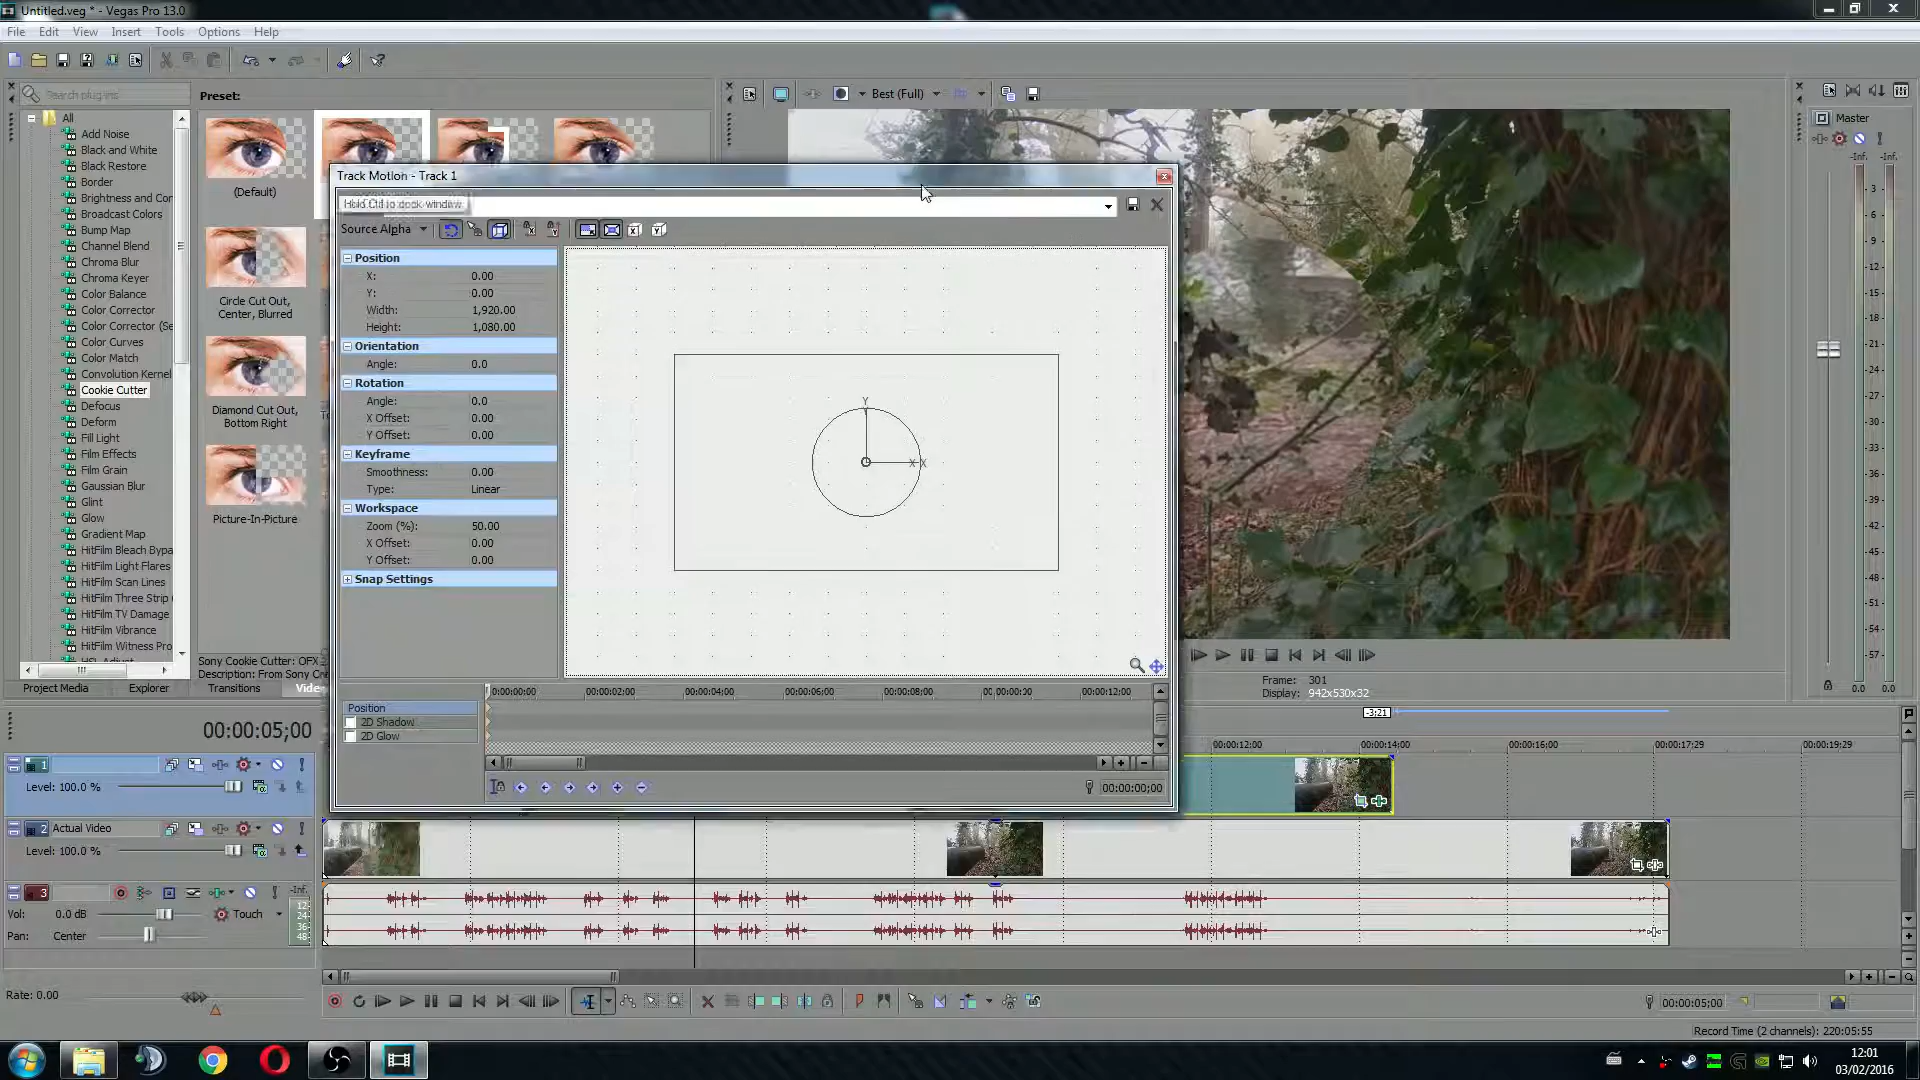 Untitled.veg * - Vegas Pro 13.0
File Edit View Insert Tools Options Help
Search plug-ins
Preset:
Best (Full)
All
Add Noise
Black and White
Black Restore
Border
Brightness and Cor
Broadcast Colors
Bump Map
Channel Blend
Chroma Blur
Chroma Keyer
Color Balance
Color Corrector
Color Corrector (Se
Color Curves
Color Match
Convolution Kernel
Cookie Cutter
Defocus
Deform
Fill Light
Film Effects
Film Grain
Gaussian Blur
Glint
Glow
Gradient Map
HitFilm Bleach Bypa
HitFilm Light Flares
HitFilm Scan Lines
HitFilm Three Strip
HitFilm TV Damage
HitFilm Vibrance
HitFilm Witness Pro
HSL Adjust
(Default)
Circle Cut Out,
Center, Blurred
Diamond Cut Out,
Bottom Right
Picture-In-Picture
Sony Cookie Cutter: OFX
Description: From Sony Cre
Project Media Explorer Transitions Video
Track Motion - Track 1
Hold Ctrl to dock window
Source Alpha
Position
X: 0.00
Y: 0.00
Width: 1,920.00
Height: 1,080.00
Orientation
Angle: 0.0
Rotation
Angle: 0.0
X Offset: 0.00
Y Offset: 0.00
Keyframe
Smoothness: 0.00
Type: Linear
Workspace
Zoom (%): 50.00
X Offset: 0.00
Y Offset: 0.00
Snap Settings
Y
X X
0:00:00:00 00:00:02:00 00:00:04:00 00:00:06:00 00:00:08:00 00:00:12:00
Position
2D Shadow
2D Glow
00:00:00;00
Master
-Inf. -Inf.
3
6
9
12
15
18
21
24
27
30
33
36
39
42
45
48
51
54
57
0.0 0.0
Frame: 301
Display: 942x530x32
-3;21
00:00:05;00
00:00:12:00 00:00:14:00 00:00:16:00 00:00:17:29 00:00:19:29
1
Level: 100.0 %
2 Actual Video
Level: 100.0 %
3
-Inf.
12
24
36
48
Vol: 0.0 dB Touch
Pan: Center
Rate: 0.00
00:00:05;00
Record Time (2 channels): 220:05:55
12:01
03/02/2016